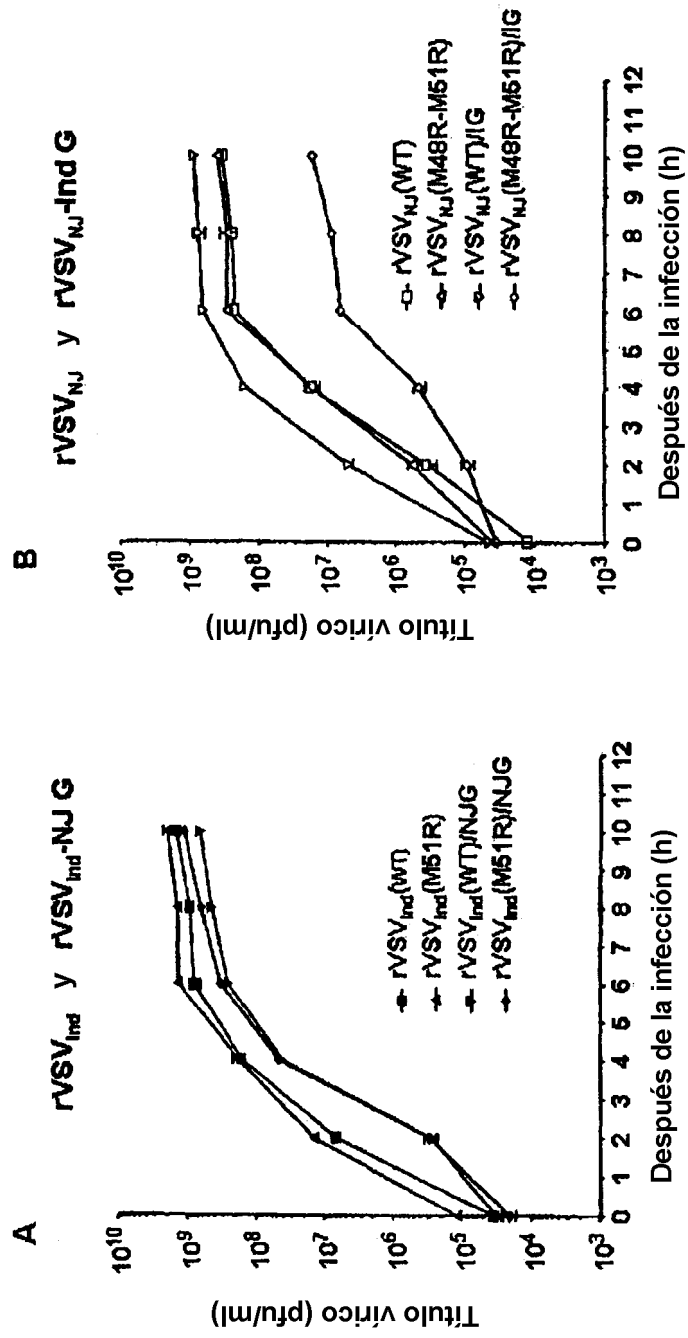 A
rVSVInd y rVSVInd-NJ G
Título vírico (pfu/ml)
10^10
10^9
10^8
10^7
10^6
10^5
10^4
10^3
0 1 2 3 4 5 6 7 8 9 10 11 12
Después de la infección (h)
rVSVInd(WT)
rVSVInd(M51R)
rVSVInd(WT)/NJG
rVSVInd(M51R)/NJG
B
rVSVNJ y rVSVNJ-Ind G
Título vírico (pfu/ml)
10^10
10^9
10^8
10^7
10^6
10^5
10^4
10^3
0 1 2 3 4 5 6 7 8 9 10 11 12
Después de la infección (h)
rVSVNJ(WT)
rVSVNJ(M48R-M51R)
rVSVNJ(WT)/IG
rVSVNJ(M48R-M51R)/IG